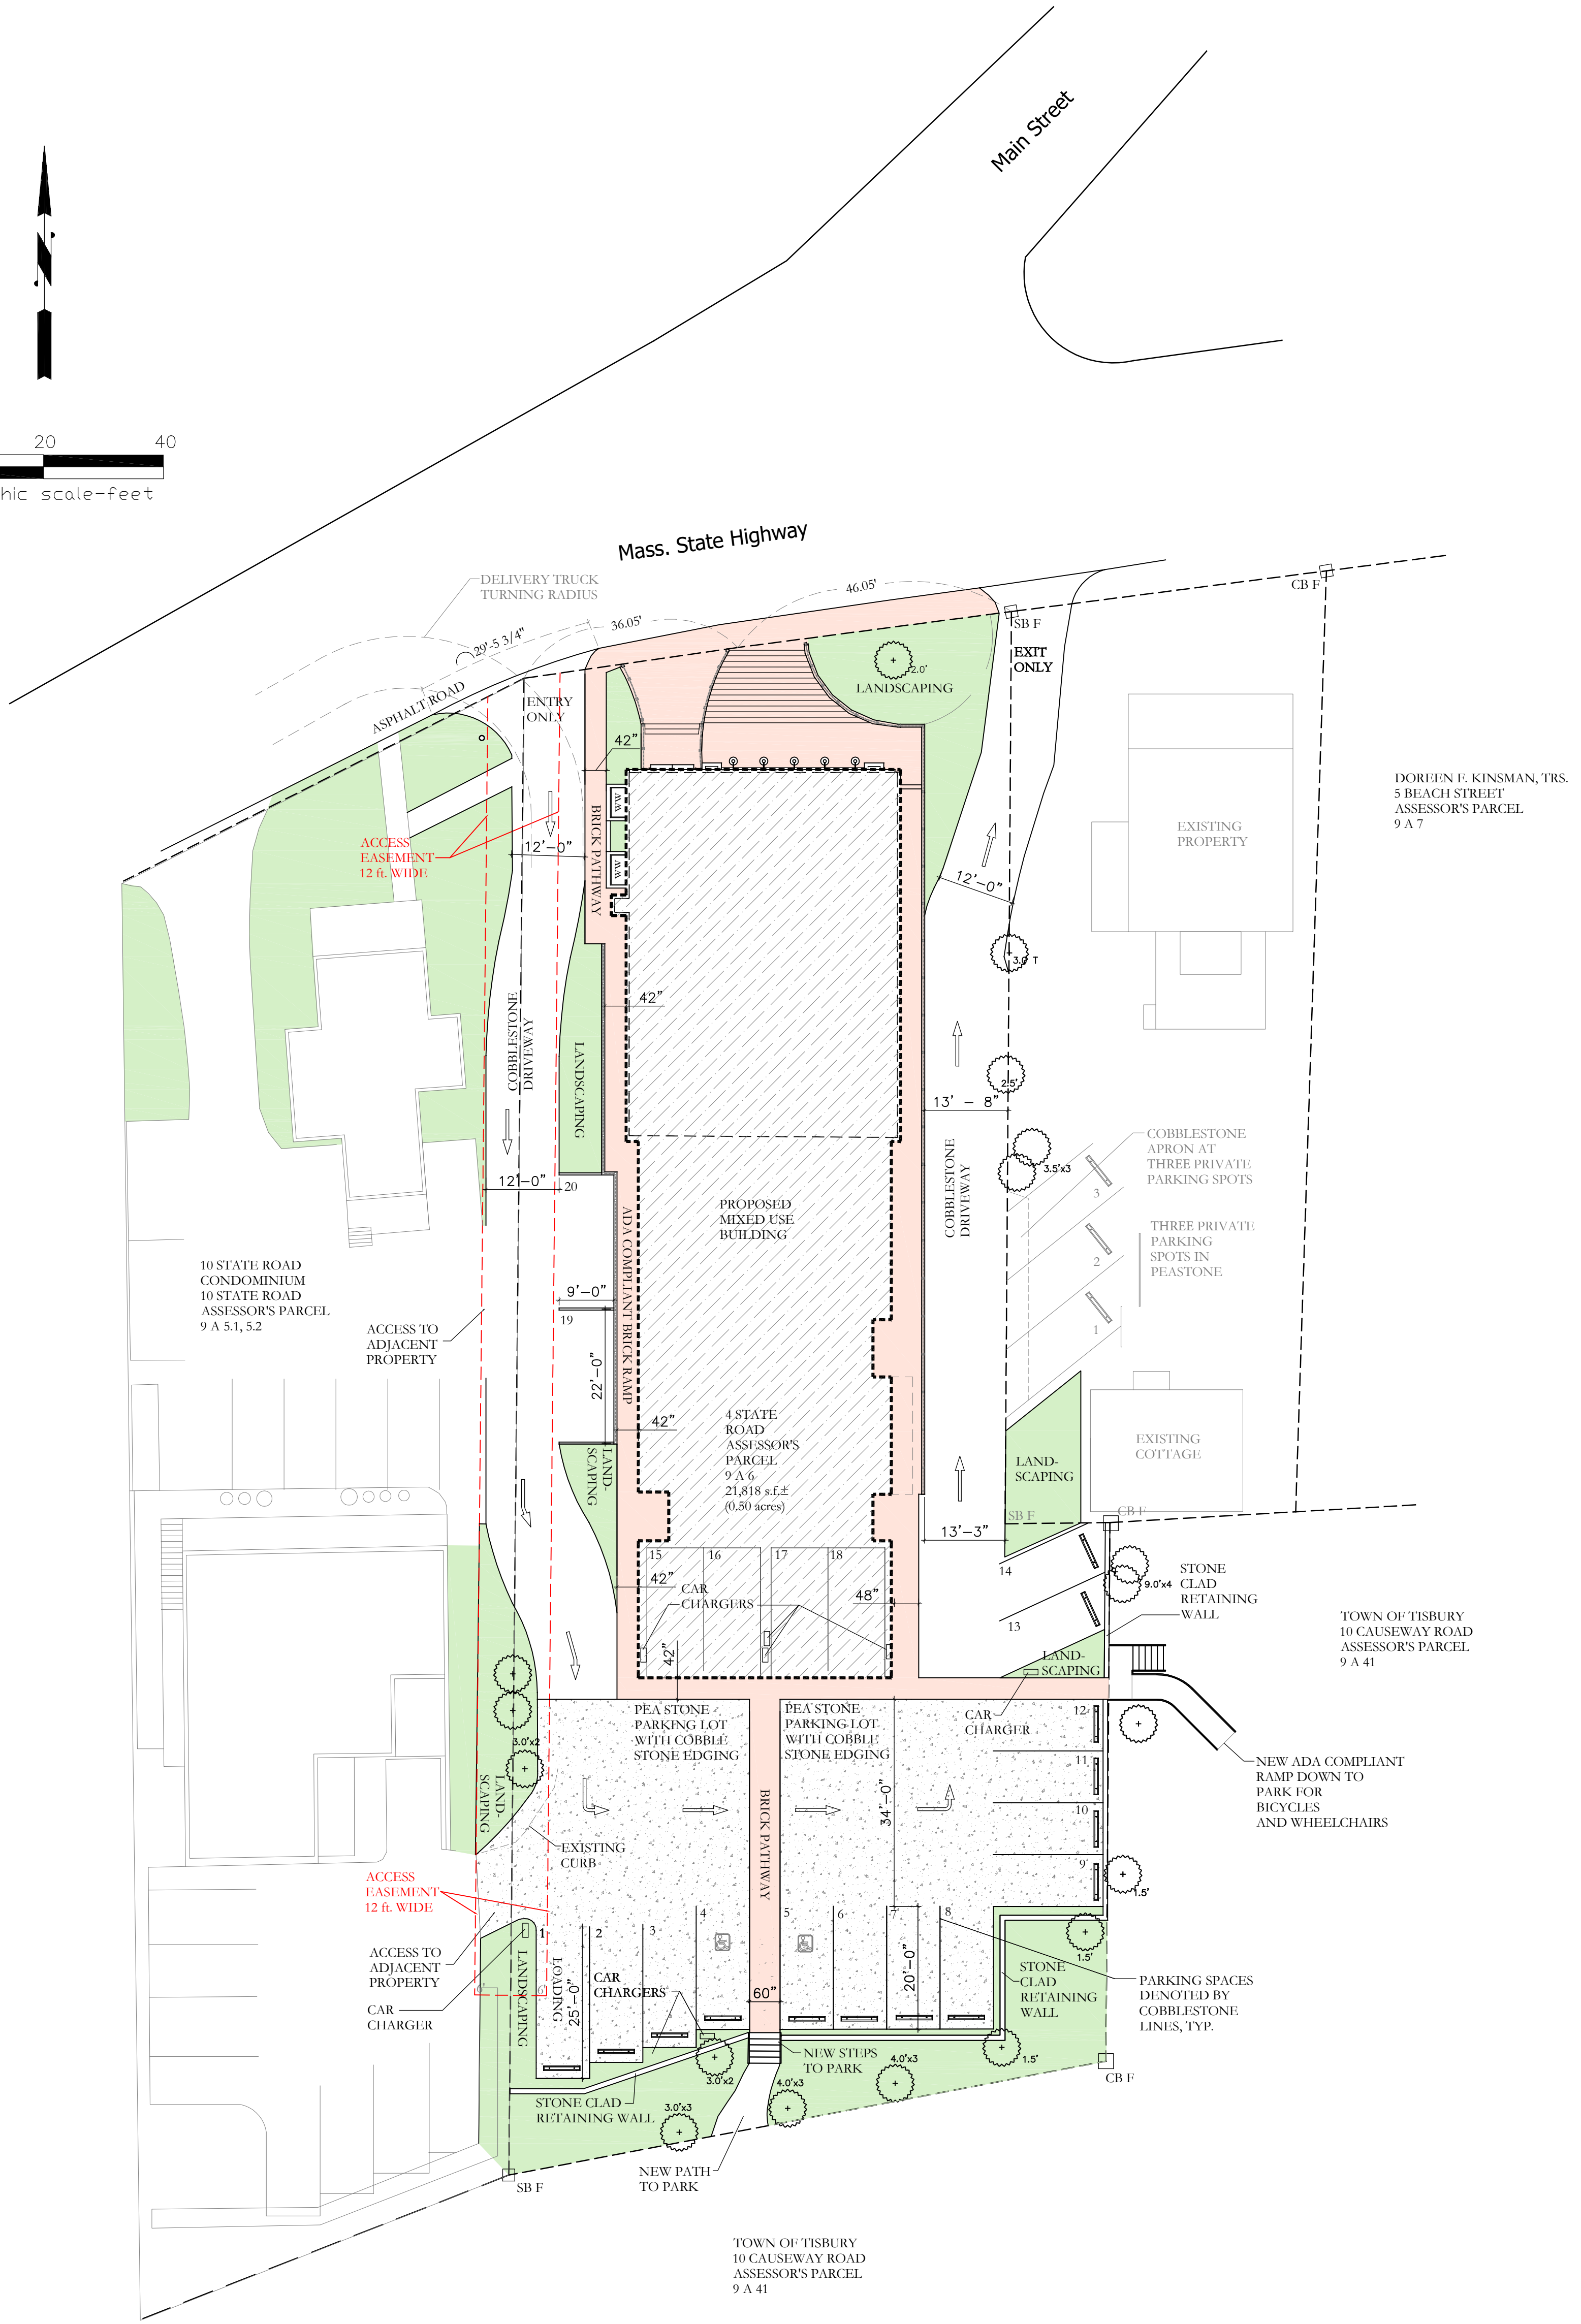 Main Street
N
20 40
hic scale-feet
Mass. State Highway
DELIVERY TRUCK
TURNING RADIUS
46.05'
36.05'
29'-5 3/4"
CB F
SB F
EXIT
ONLY
2.0'
LANDSCAPING
ASPHALT ROAD
ENTRY
ONLY
42"
DOREEN F. KINSMAN, TRS.
5 BEACH STREET
ASSESSOR'S PARCEL
9 A 7
EXISTING
PROPERTY
ACCESS
EASEMENT
12 ft. WIDE
12'-0"
BRICK PATHWAY
12'-0"
3.0' T
42"
COBBLESTONE
DRIVEWAY
LANDSCAPING
2.5'
13' - 8"
COBBLESTONE
APRON AT
THREE PRIVATE
PARKING SPOTS
3.5'x3
3
12'-0"
20
PROPOSED
MIXED USE
BUILDING
COBBLESTONE
DRIVEWAY
THREE PRIVATE
PARKING
SPOTS IN
PEASTONE
2
ADA COMPLIANT BRICK RAMP
10 STATE ROAD
CONDOMINIUM
10 STATE ROAD
ASSESSOR'S PARCEL
9 A 5.1, 5.2
9'-0"
19
1
ACCESS TO
ADJACENT
PROPERTY
22'-0"
42"
4 STATE
ROAD
ASSESSOR'S
PARCEL
9 A 6
21,818 s.f.±
(0.50 acres)
EXISTING
COTTAGE
LAND-
SCAPING
LAND-
SCAPING
SB F
CB F
13'-3"
15 16 17 18
14
STONE
CLAD
RETAINING
WALL
9.0'x4
42"
CAR
CHARGERS
48"
13
TOWN OF TISBURY
10 CAUSEWAY ROAD
ASSESSOR'S PARCEL
9 A 41
42"
LAND-
SCAPING
PEA STONE
PARKING LOT
WITH COBBLE
STONE EDGING
PEA STONE
PARKING LOT
WITH COBBLE
STONE EDGING
CAR
CHARGER
12
3.0'x2
11
NEW ADA COMPLIANT
RAMP DOWN TO
PARK FOR
BICYCLES
AND WHEELCHAIRS
LAND-
SCAPING
BRICK PATHWAY
34'-0"
10
EXISTING
CURB
9
1.5'
ACCESS
EASEMENT
12 ft. WIDE
1 2 3 4 5 6 7 8
ACCESS TO
ADJACENT
PROPERTY
CAR
CHARGER
LANDSCAPING
LOADING
25'-0"
CAR
CHARGERS
60"
20'-0"
1.5'
STONE
CLAD
RETAINING
WALL
PARKING SPACES
DENOTED BY
COBBLESTONE
LINES, TYP.
NEW STEPS
TO PARK
1.5'
3.0'x2
4.0'x3
4.0'x3
CB F
STONE CLAD
RETAINING WALL
3.0'x3
NEW PATH
TO PARK
SB F
TOWN OF TISBURY
10 CAUSEWAY ROAD
ASSESSOR'S PARCEL
9 A 41